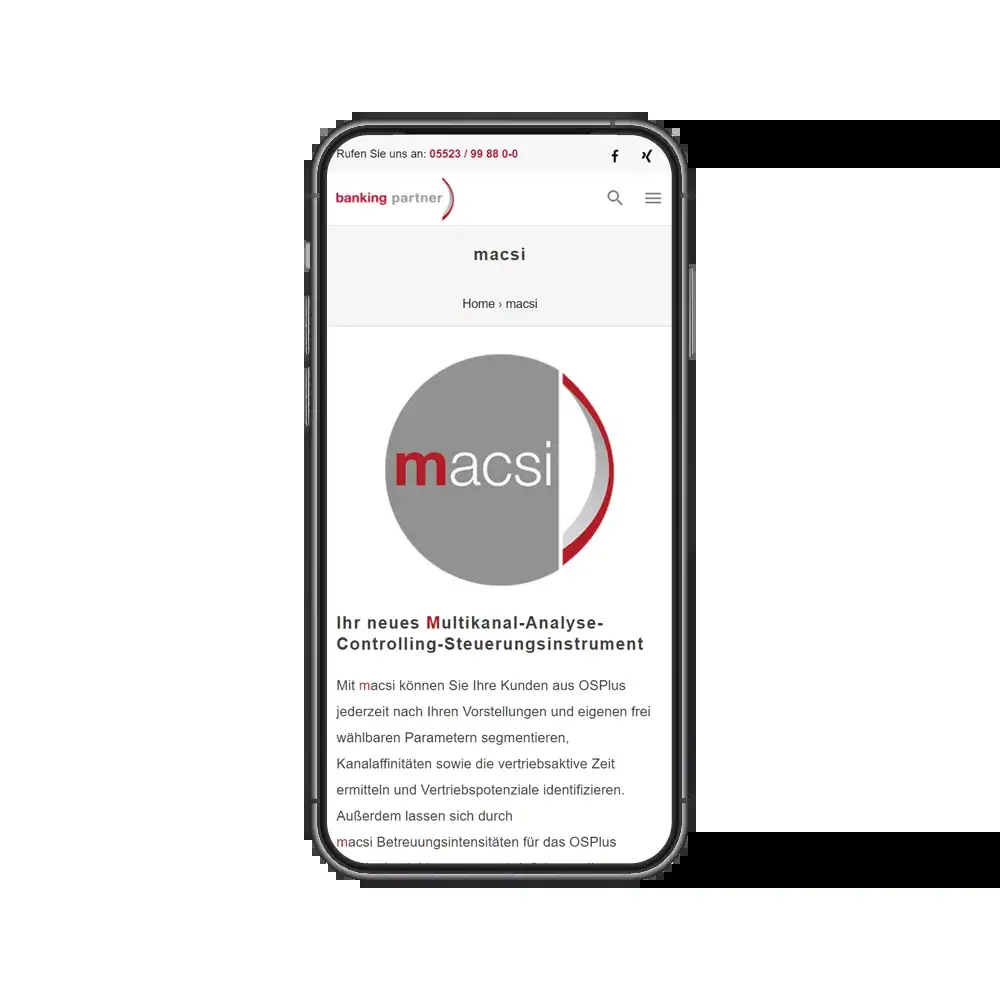 Rufen Sie uns an: 05523 / 99 88 0-0
banking partner
macsi
Home › macsi
macsi
Ihr neues Multikanal-Analyse-
Controlling-Steuerungsinstrument
Mit macsi können Sie Ihre Kunden aus OSPlus
jederzeit nach Ihren Vorstellungen und eigenen frei
wählbaren Parametern segmentieren,
Kanalaffinitäten sowie die vertriebsaktive Zeit
ermitteln und Vertriebspotenziale identifizieren.
Außerdem lassen sich durch
macsi Betreuungsintensitäten für das OSPlus